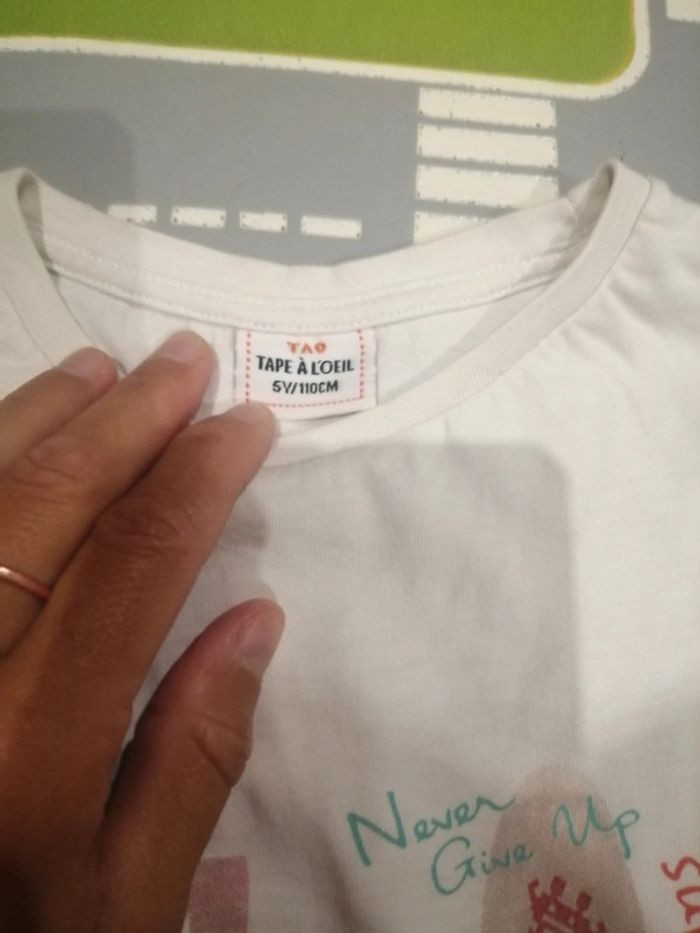 TAO
TAPE À L'OEIL
5Y/110CM
Never
Give Up